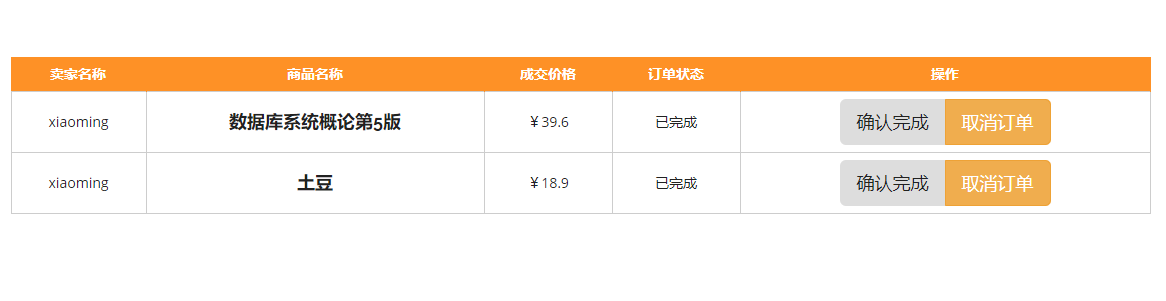 卖家名称 商品名称 成交价格 订单状态 操作
xiaoming 数据库系统概论第5版 ￥39.6 已完成 确认完成 取消订单
xiaoming 土豆 ￥18.9 已完成 确认完成 取消订单